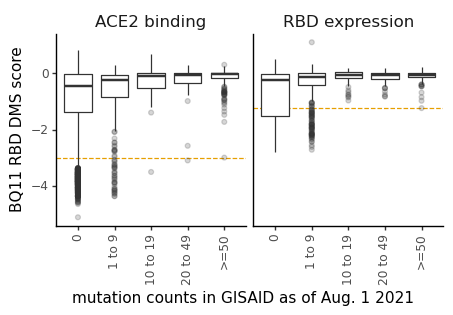 ACE2 binding RBD expression
BQ11 RBD DMS score
0
−2
−4
0 1 to 9 10 to 19 20 to 49 >=50 0 1 to 9 10 to 19 20 to 49 >=50
mutation counts in GISAID as of Aug. 1 2021